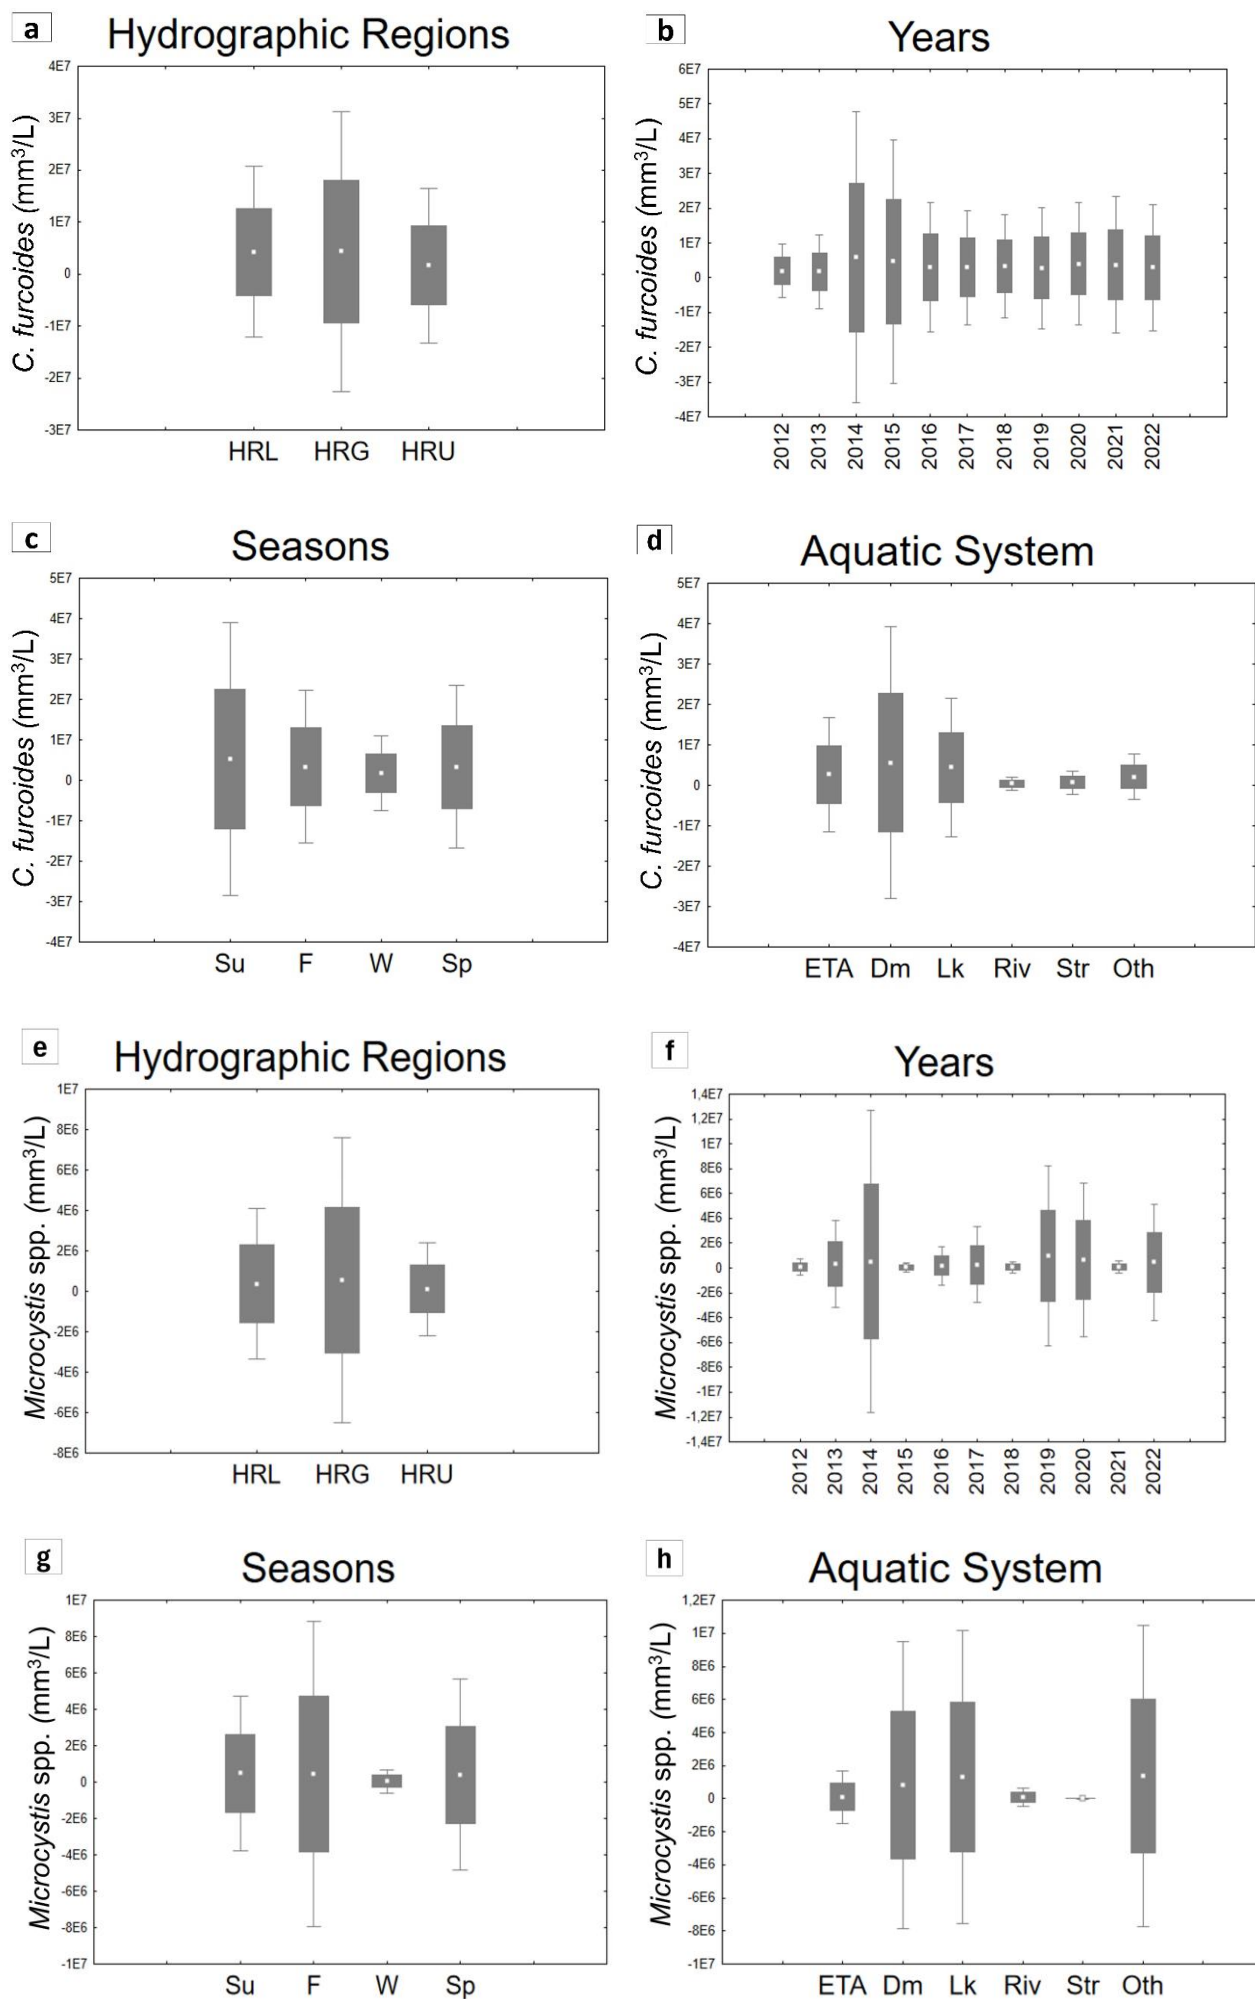 a
Hydrographic Regions
C. furcoides (mm³/L)
4E7
3E7
2E7
1E7
0
-1E7
-2E7
-3E7
HRL HRG HRU
b
Years
C. furcoides (mm³/L)
6E7
5E7
4E7
3E7
2E7
1E7
0
-1E7
-2E7
-3E7
-4E7
2012 2013 2014 2015 2016 2017 2018 2019 2020 2021 2022
c
Seasons
C. furcoides (mm³/L)
5E7
4E7
3E7
2E7
1E7
0
-1E7
-2E7
-3E7
-4E7
Su F W Sp
d
Aquatic System
C. furcoides (mm³/L)
5E7
4E7
3E7
2E7
1E7
0
-1E7
-2E7
-3E7
-4E7
ETA Dm Lk Riv Str Oth
e
Hydrographic Regions
Microcystis spp. (mm³/L)
1E7
8E6
6E6
4E6
2E6
0
-2E6
-4E6
-6E6
-8E6
HRL HRG HRU
f
Years
Microcystis spp. (mm³/L)
1,4E7
1,2E7
1E7
8E6
6E6
4E6
2E6
0
-2E6
-4E6
-6E6
-8E6
-1E7
-1,2E7
-1,4E7
2012 2013 2014 2015 2016 2017 2018 2019 2020 2021 2022
g
Seasons
Microcystis spp. (mm³/L)
1E7
8E6
6E6
4E6
2E6
0
-2E6
-4E6
-6E6
-8E6
-1E7
Su F W Sp
h
Aquatic System
Microcystis spp. (mm³/L)
1,2E7
1E7
8E6
6E6
4E6
2E6
0
-2E6
-4E6
-6E6
-8E6
-1E7
ETA Dm Lk Riv Str Oth